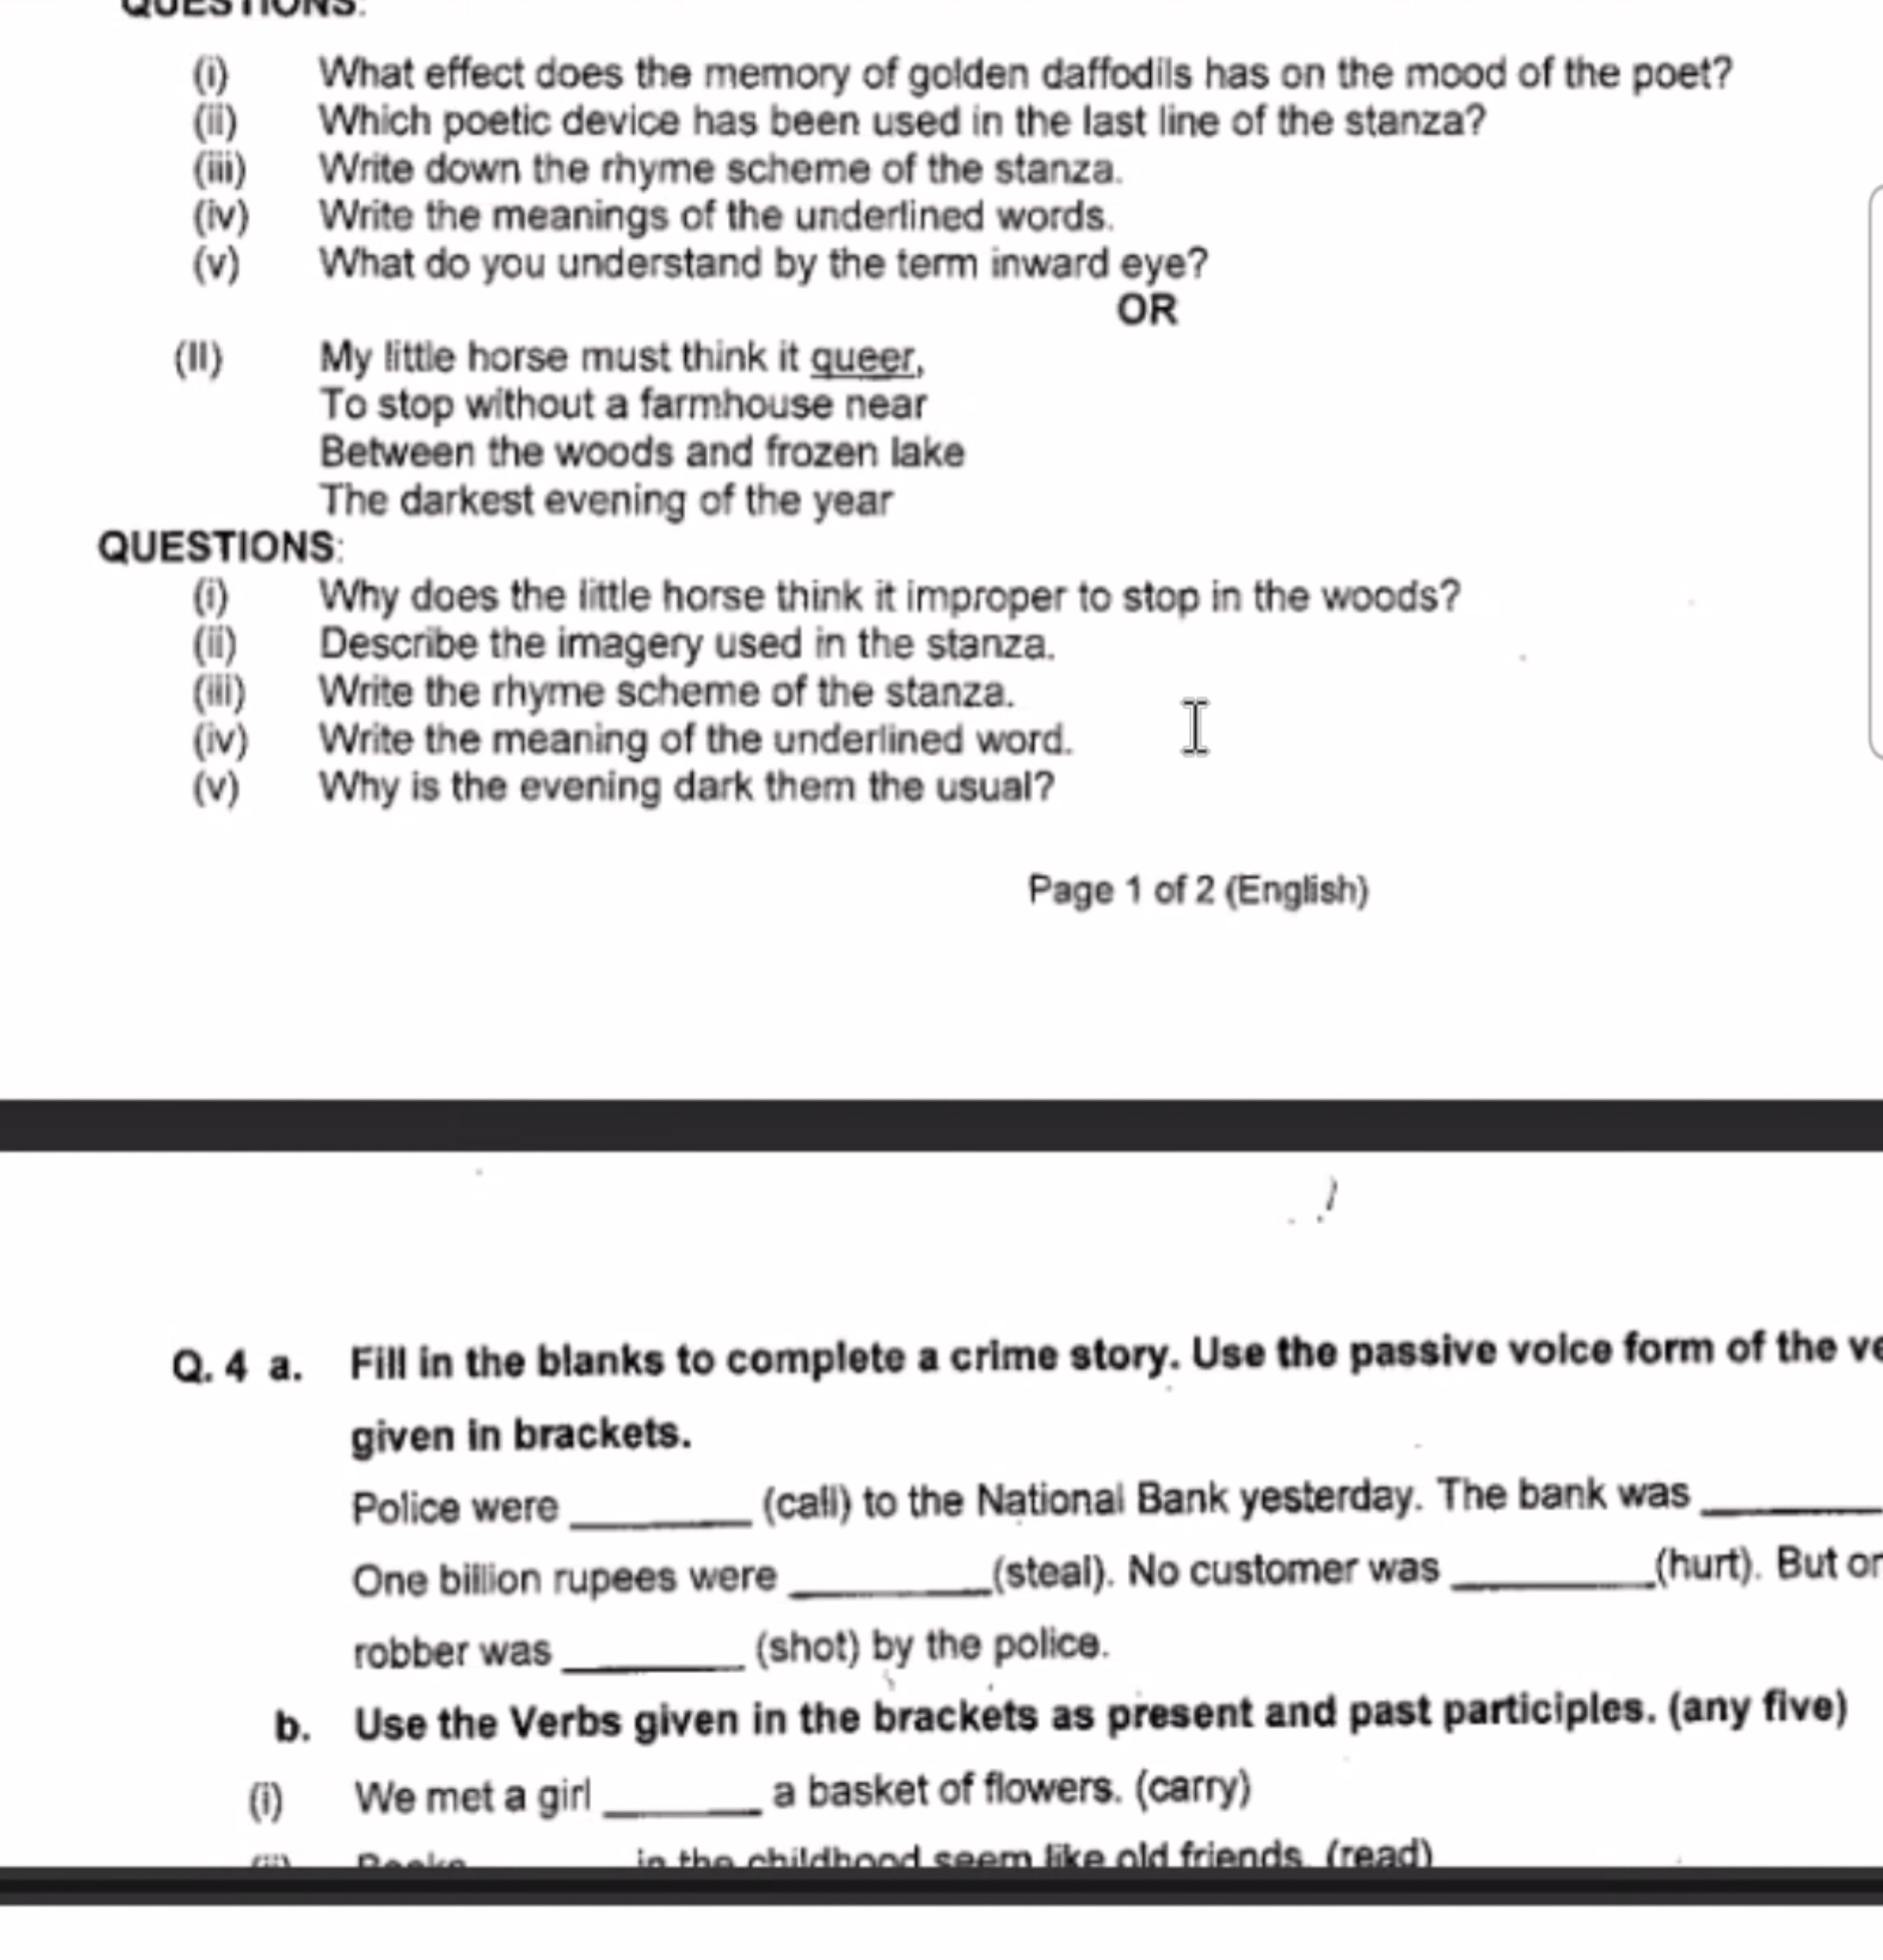 QUESTIONS:
(i) What effect does the memory of golden daffodils has on the mood of the poet?
(ii) Which poetic device has been used in the last line of the stanza?
(iii) Write down the rhyme scheme of the stanza.
(iv) Write the meanings of the underlined words.
(v) What do you understand by the term inward eye?
OR
(II) My little horse must think it queer,
To stop without a farmhouse near
Between the woods and frozen lake
The darkest evening of the year
QUESTIONS:
(i) Why does the little horse think it improper to stop in the woods?
(ii) Describe the imagery used in the stanza.
(iii) Write the rhyme scheme of the stanza.
(iv) Write the meaning of the underlined word.
(v) Why is the evening dark them the usual?
Page 1 of 2 (English)
Q. 4 a. Fill in the blanks to complete a crime story. Use the passive voice form of the
given in brackets.
Police were ________ (call) to the National Bank yesterday. The bank was ________
One billion rupees were ________ (steal). No customer was ________ (hurt). But
robber was ________ (shot) by the police.
b. Use the Verbs given in the brackets as present and past participles. (any five)
(i) We met a girl ________ a basket of flowers. (carry)
(ii) Books ________ in the childhood seem like old friends. (read)